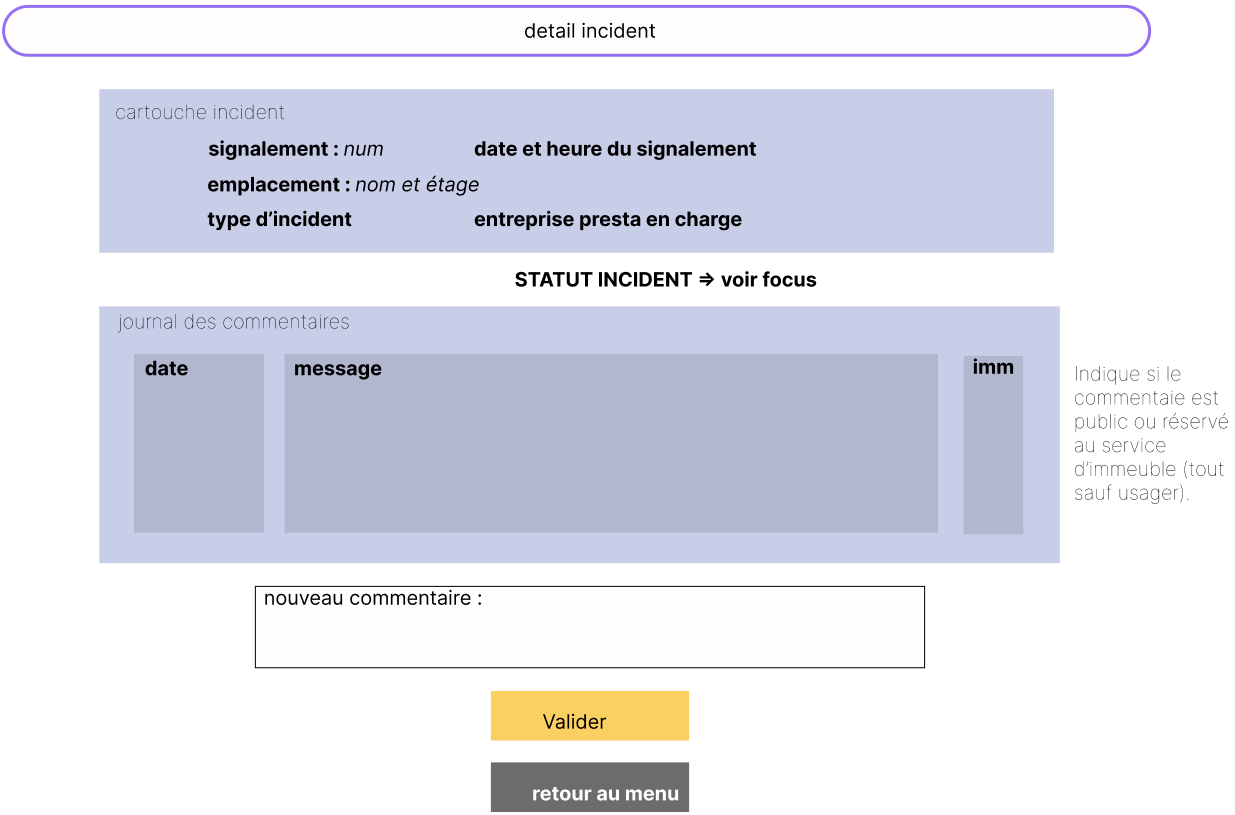 detail incident
cartouche incident
signalement : num date et heure du signalement
emplacement : nom et étage
type d’incident entreprise presta en charge
STATUT INCIDENT => voir focus
journal des commentaires
date message imm
Indique si le
commentaie est
public ou réservé
au service
d’immeuble (tout
sauf usager).
nouveau commentaire :
Valider
retour au menu